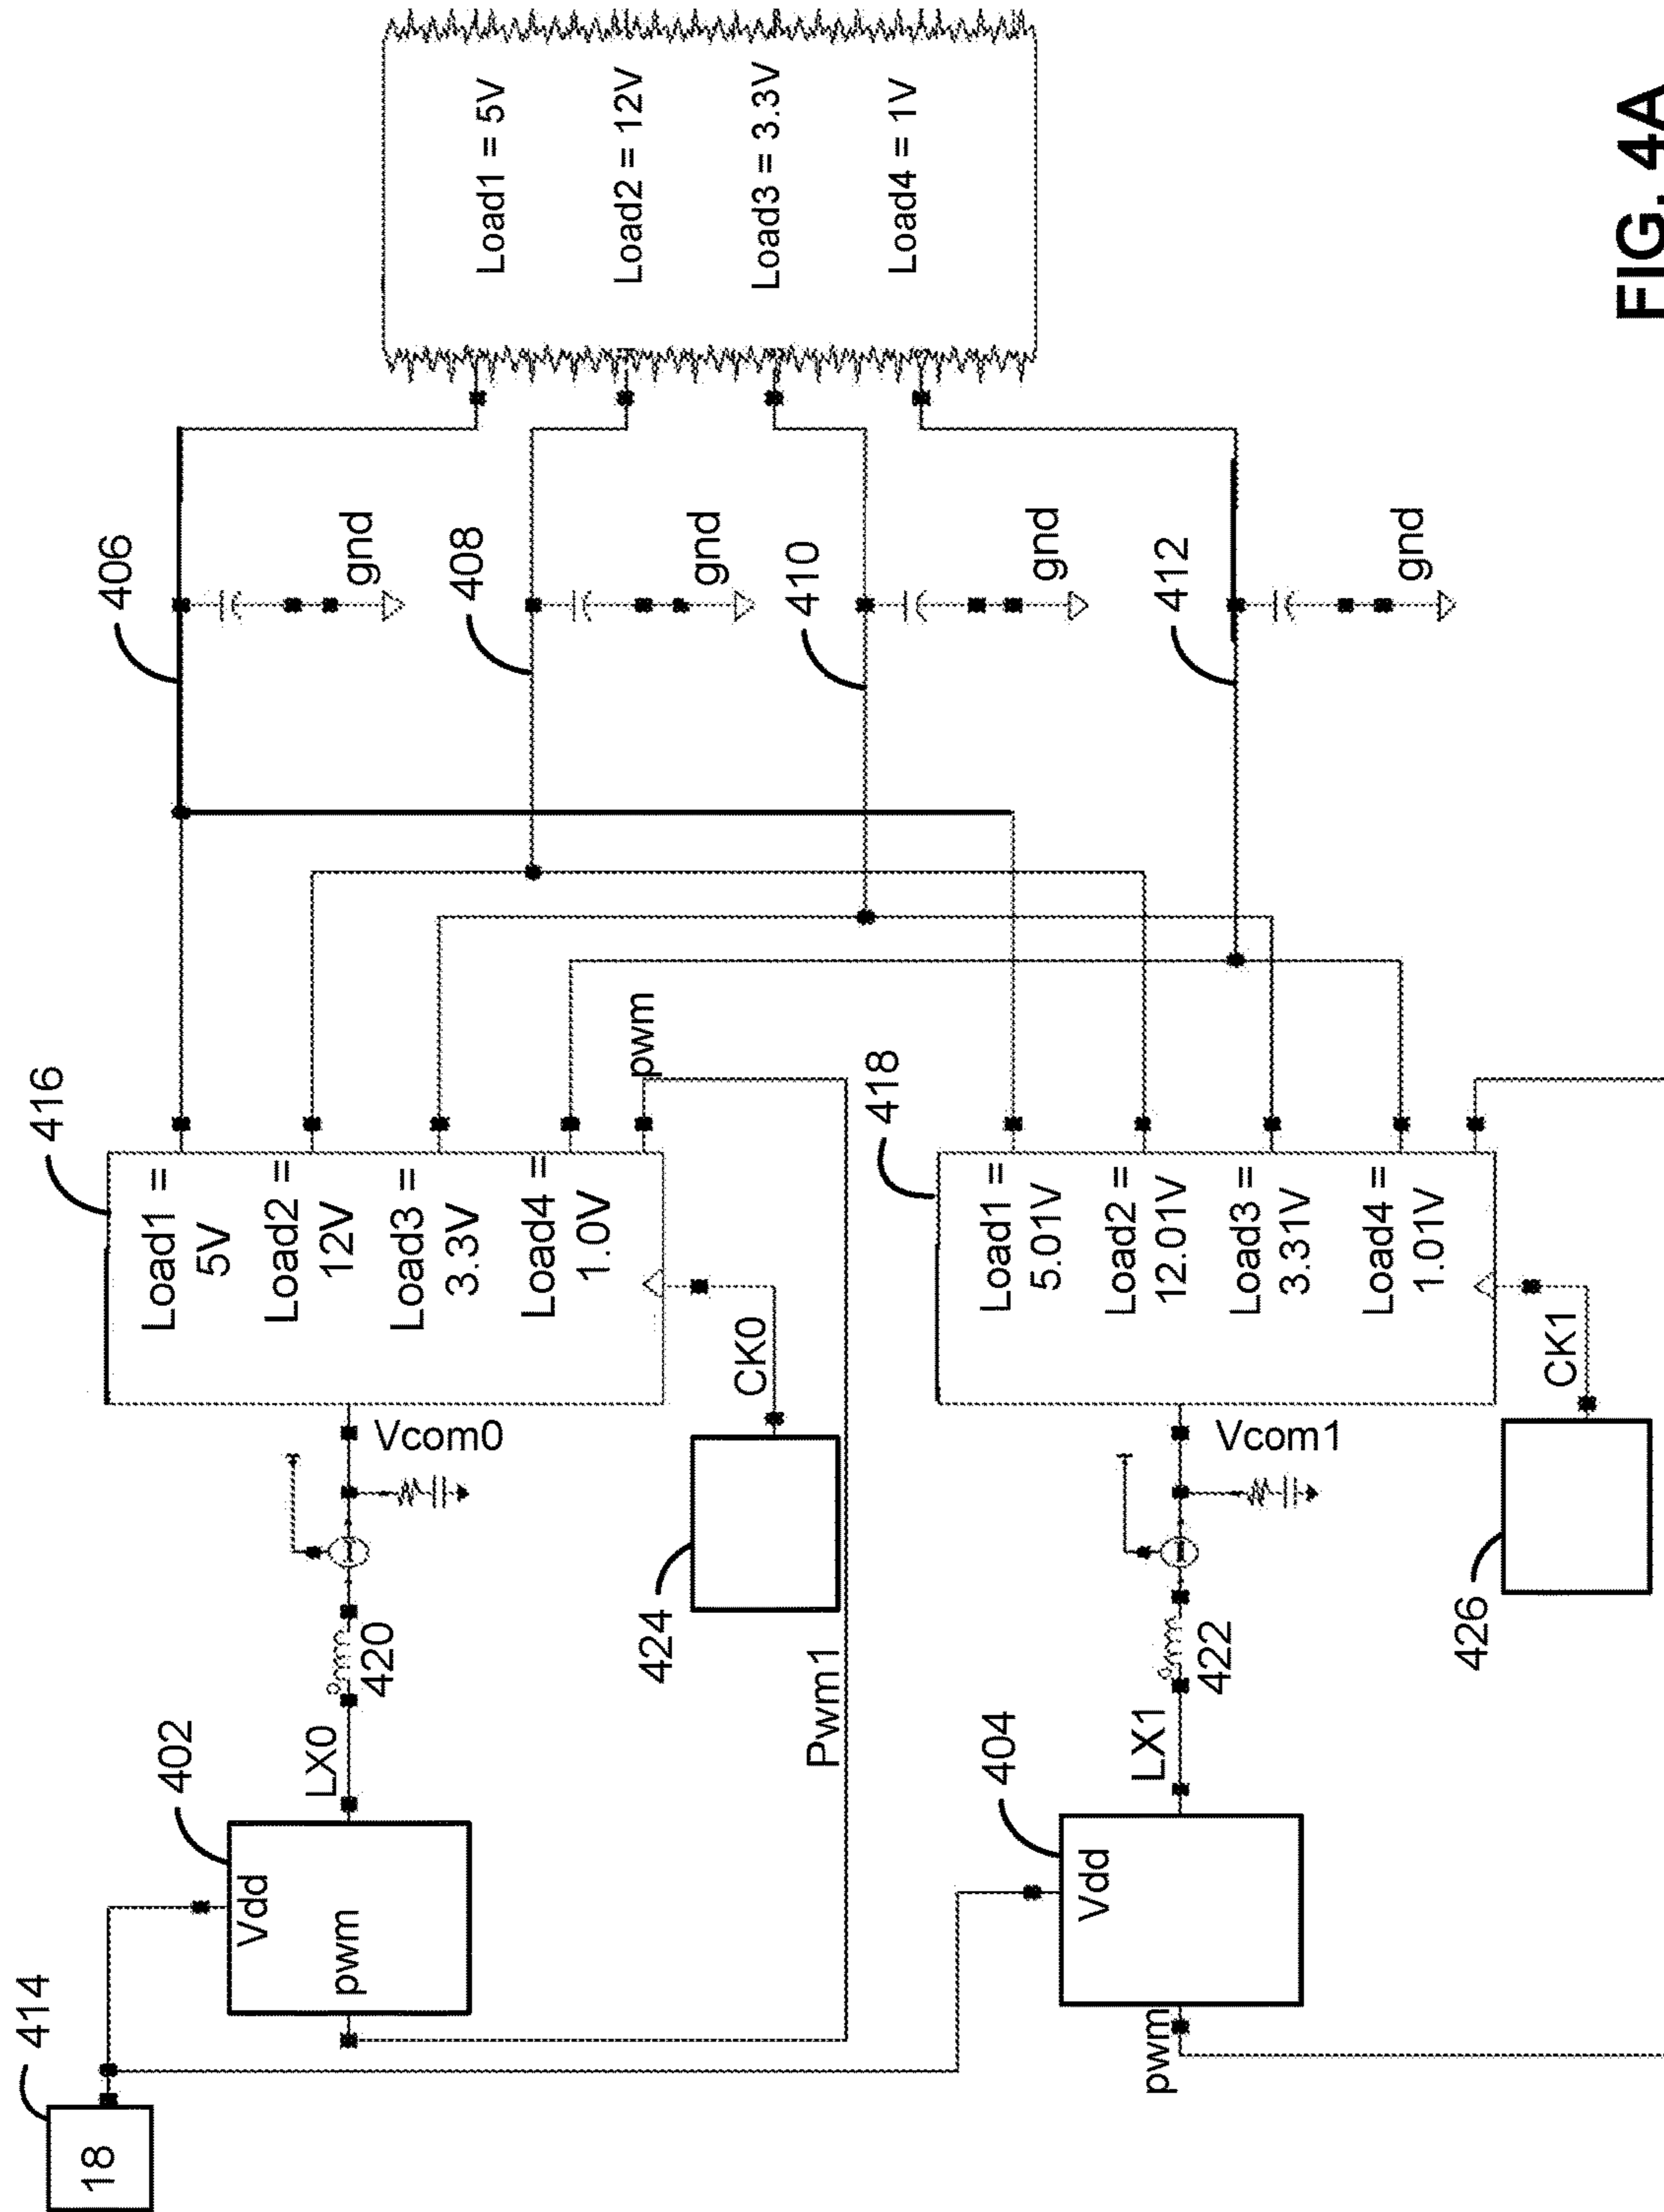 414
18
402
Vdd
pwm
LX0
420
Vcom0
416
Load1 =
5V
Load2 =
12V
Load3 =
3.3V
Load4 =
1.0V
pwm
424
CK0
Pwm1
404
Vdd
pwm
LX1
422
Vcom1
418
Load1 =
5.01V
Load2 =
12.01V
Load3 =
3.31V
Load4 =
1.01V
426
CK1
406
gnd
408
gnd
410
gnd
412
gnd
Load1 = 5V
Load2 = 12V
Load3 = 3.3V
Load4 = 1V
FIG. 4A